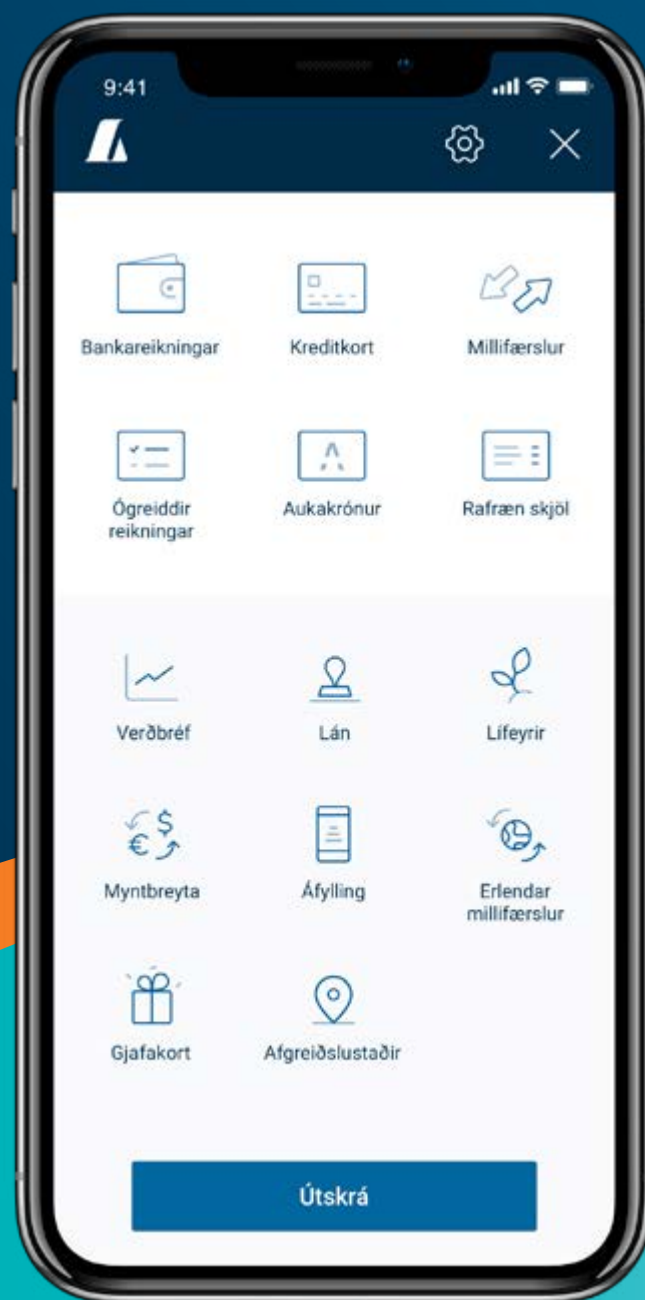 9:41
Bankareikningar
Kreditkort
Millifærslur
Ógreiddir
reikningar
Aukakrónur
Rafræn skjöl
Verðbréf
Lán
Lífeyrir
Myntbreyta
Áfylling
Erlendar
millifærslur
Gjafakort
Afgreiðslustaðir
Útskrá